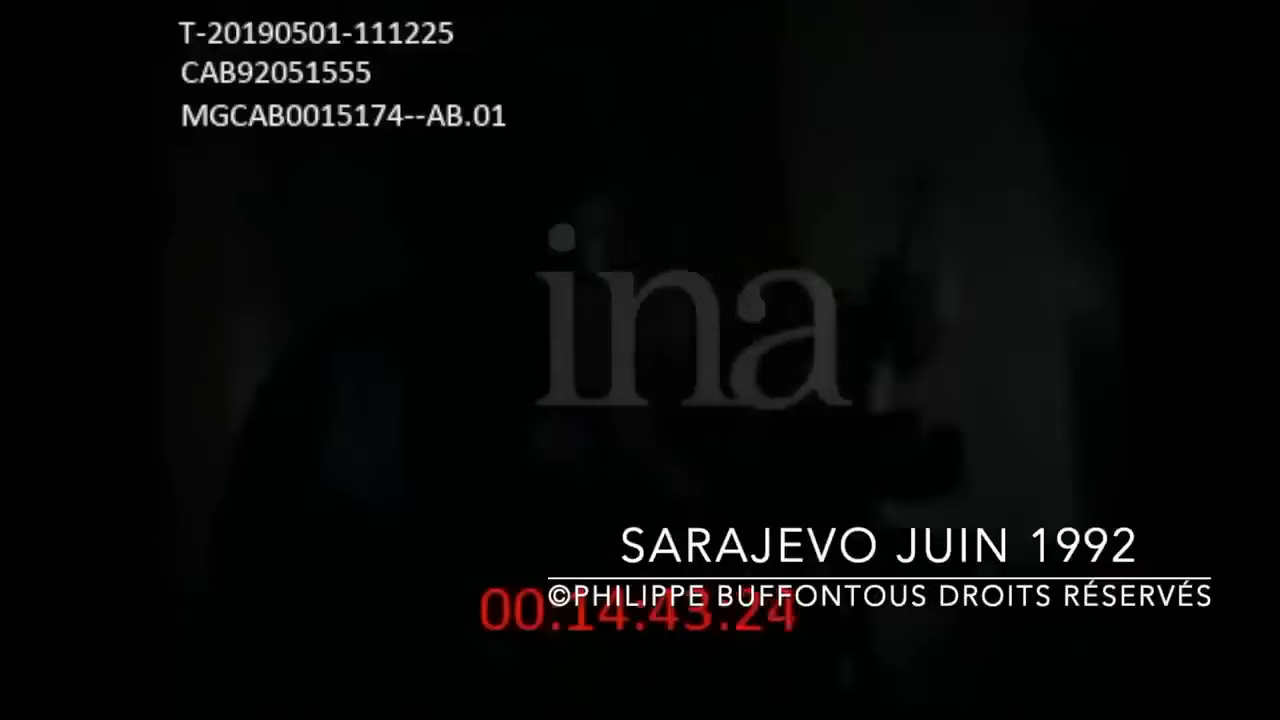 T-20190501-111225
CAB92051555
MGCAB0015174--AB.01
ina
SARAJEVO JUIN 1992
©PHILIPPE BUFFONTOUS DROITS RÉSERVÉS
00:14:43:24